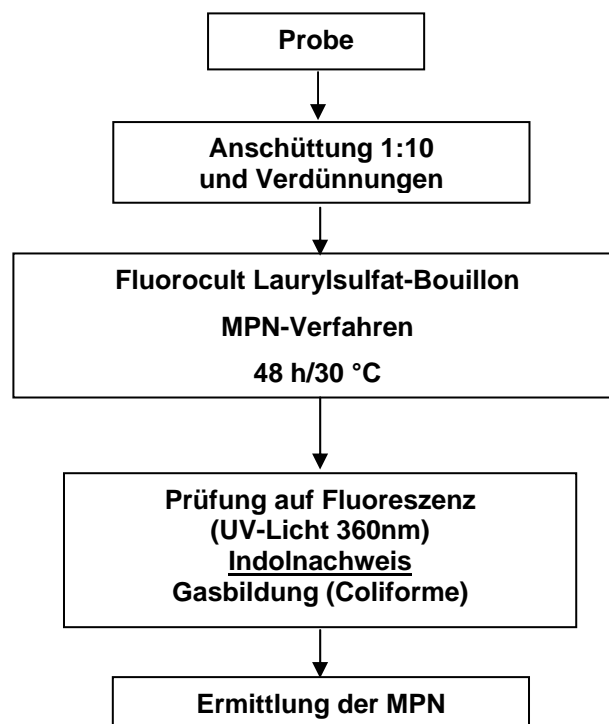 Probe
Anschüttung 1:10
und Verdünnungen
Fluorocult Laurylsulfat-Bouillon
MPN-Verfahren
48 h/30 °C
Prüfung auf Fluoreszenz
(UV-Licht 360nm)
Indolnachweis
Gasbildung (Coliforme)
Ermittlung der MPN